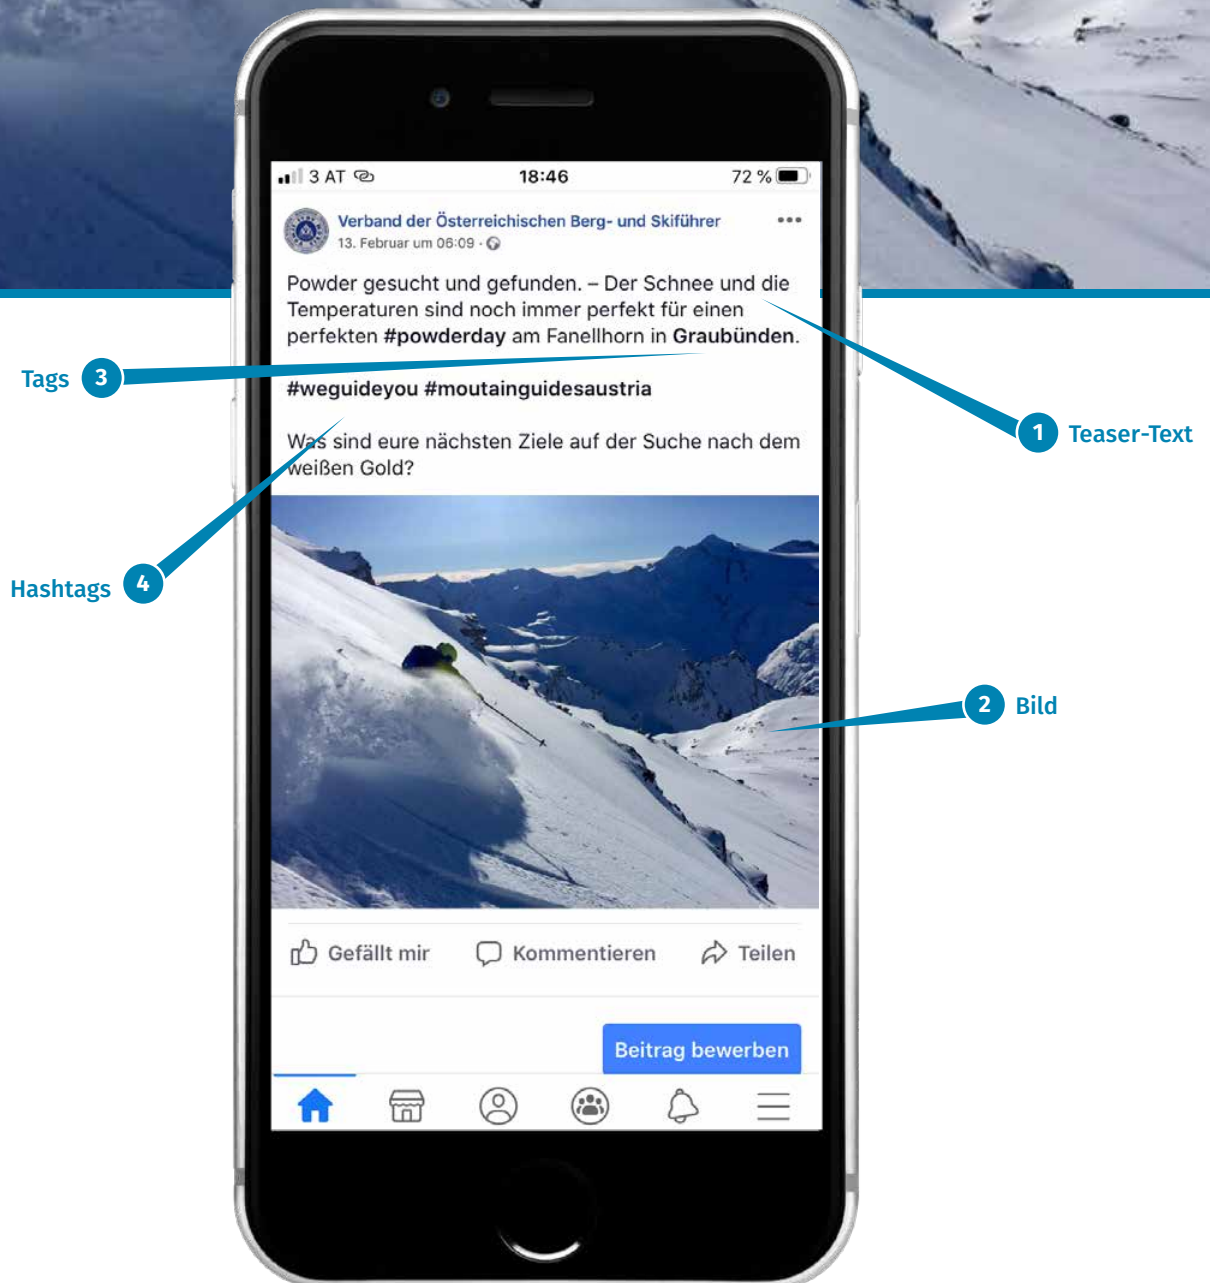 3 AT 18:46 72 %
Verband der Österreichischen Berg- und Skiführer
13. Februar um 06:09 ·
Powder gesucht und gefunden. – Der Schnee und die
Temperaturen sind noch immer perfekt für einen
perfekten #powderday am Fanellhorn in Graubünden.
Tags 3
#weguideyou #moutainguidesaustria
1 Teaser-Text
Was sind eure nächsten Ziele auf der Suche nach dem
weißen Gold?
Hashtags 4
2 Bild
Gefällt mir Kommentieren Teilen
Beitrag bewerben